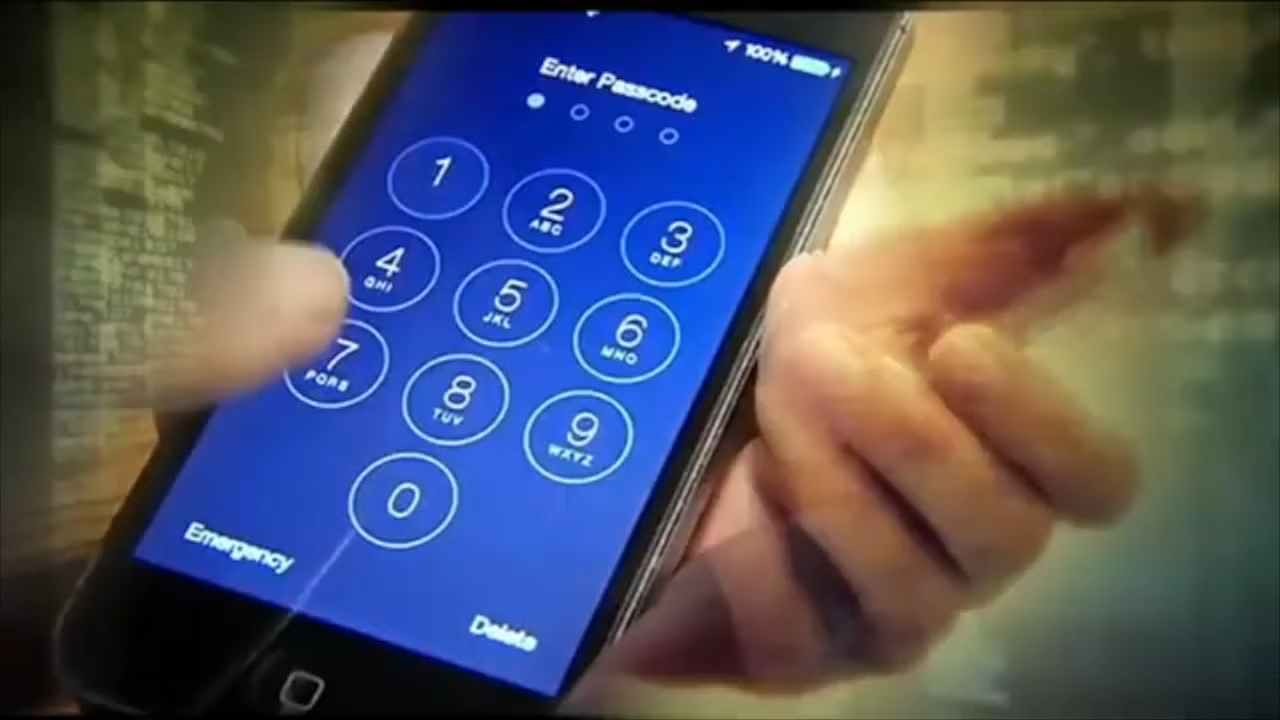 100%
Enter Passcode
1
2
ABC
3
DEF
4
GHI
5
JKL
6
MNO
7
PQRS
8
TUV
9
WXYZ
0
Emergency
Delete